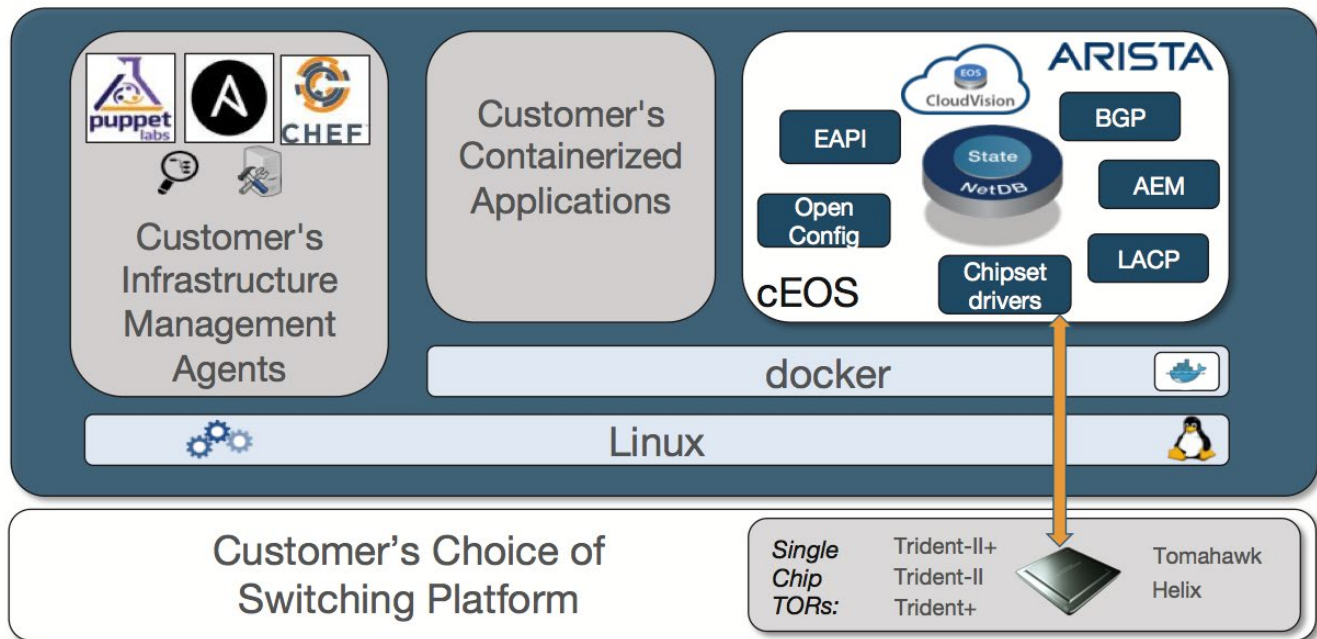 puppet
labs
CHEF
Customer's
Infrastructure
Management
Agents
Customer's
Containerized
Applications
ARISTA
EOS
CloudVision
EAPI
BGP
State
NetDB
AEM
Open
Config
LACP
Chipset
drivers
cEOS
docker
Linux
Customer's Choice of
Switching Platform
Single
Chip
TORs:
Trident-II+
Trident-II
Trident+
Tomahawk
Helix